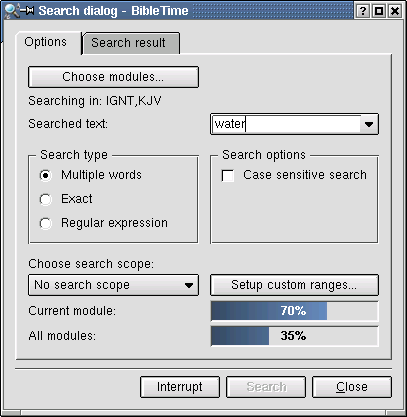 Search dialog - BibleTime
Options Search result
Choose modules...
Searching in: IGNT,KJV
Searched text: water
Search type Search options
Multiple words Case sensitive search
Exact
Regular expression
Choose search scope:
No search scope Setup custom ranges...
Current module: 70%
All modules: 35%
Interrupt Search Close